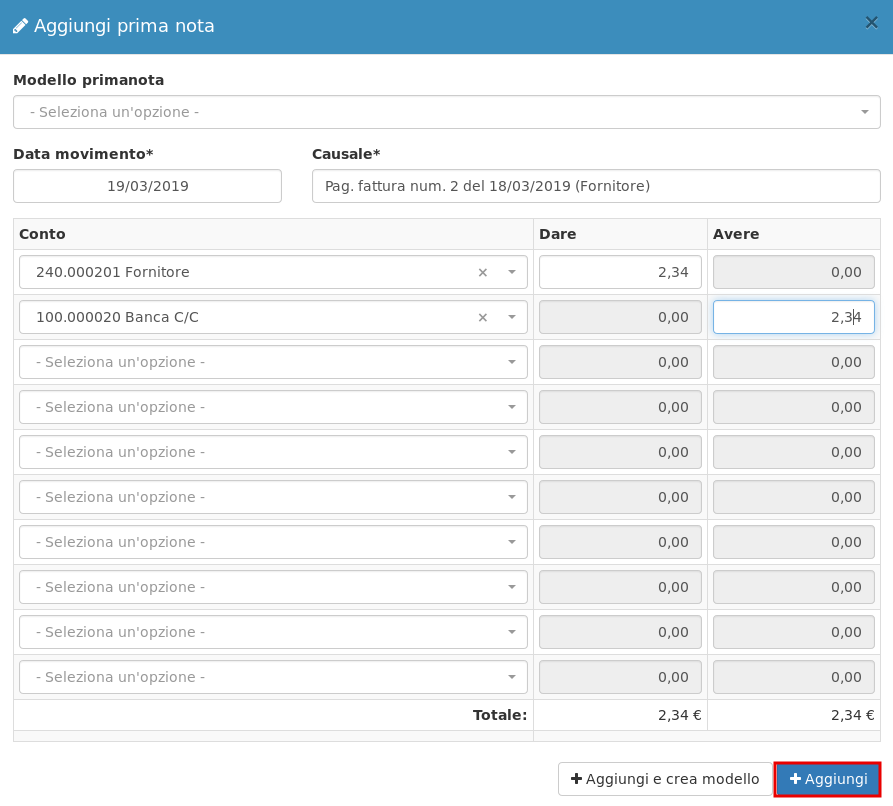 Aggiungi prima nota ×
Modello primanota
- Seleziona un'opzione -
Data movimento* Causale*
19/03/2019 Pag. fattura num. 2 del 18/03/2019 (Fornitore)
Conto Dare Avere
240.000201 Fornitore × 2,34 0,00
100.000020 Banca C/C × 0,00 2,34
- Seleziona un'opzione - 0,00 0,00
- Seleziona un'opzione - 0,00 0,00
- Seleziona un'opzione - 0,00 0,00
- Seleziona un'opzione - 0,00 0,00
- Seleziona un'opzione - 0,00 0,00
- Seleziona un'opzione - 0,00 0,00
- Seleziona un'opzione - 0,00 0,00
- Seleziona un'opzione - 0,00 0,00
Totale: 2,34 € 2,34 €
+ Aggiungi e crea modello + Aggiungi